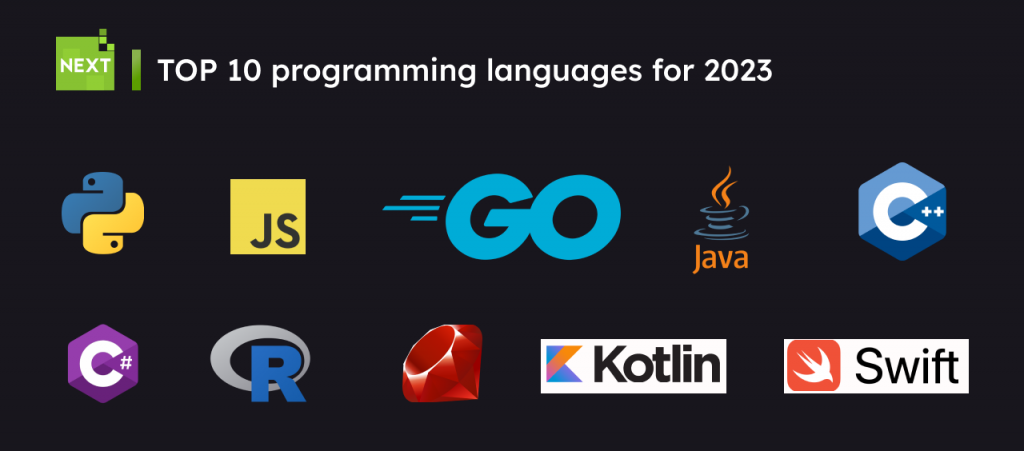 NEXT
TOP 10 programming languages for 2023
JS
GO
Java
C++
C#
R
Kotlin
Swift